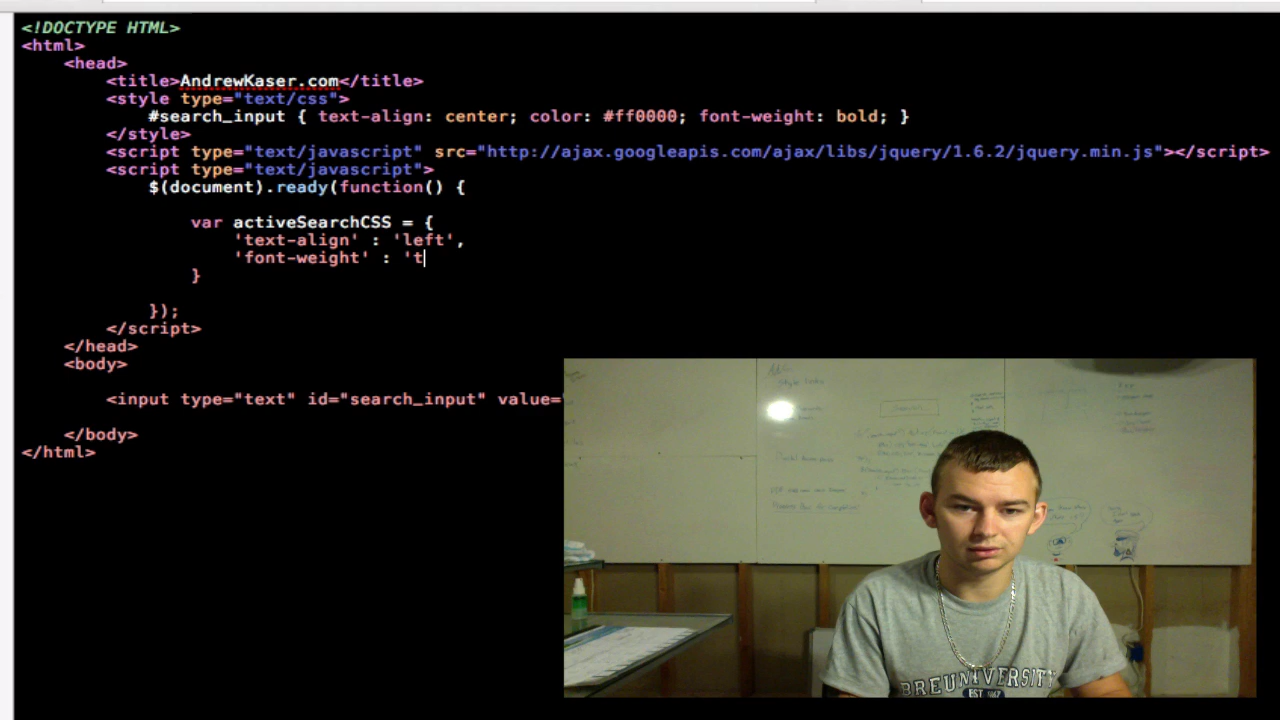 <!DOCTYPE HTML>
<html>
<head>
<title>AndrewKaser.com</title>
<style type="text/css">
#search_input { text-align: center; color: #ff0000; font-weight: bold; }
</style>
<script type="text/javascript" src="http://ajax.googleapis.com/ajax/libs/jquery/1.6.2/jquery.min.js"></script>
<script type="text/javascript">
$(document).ready(function() {
var activeSearchCSS = {
'text-align' : 'left',
'font-weight' : 't
}
});
</script>
</head>
<body>
<input type="text" id="search_input" value=
</body>
</html>
BREUNIVERSITY
EST.